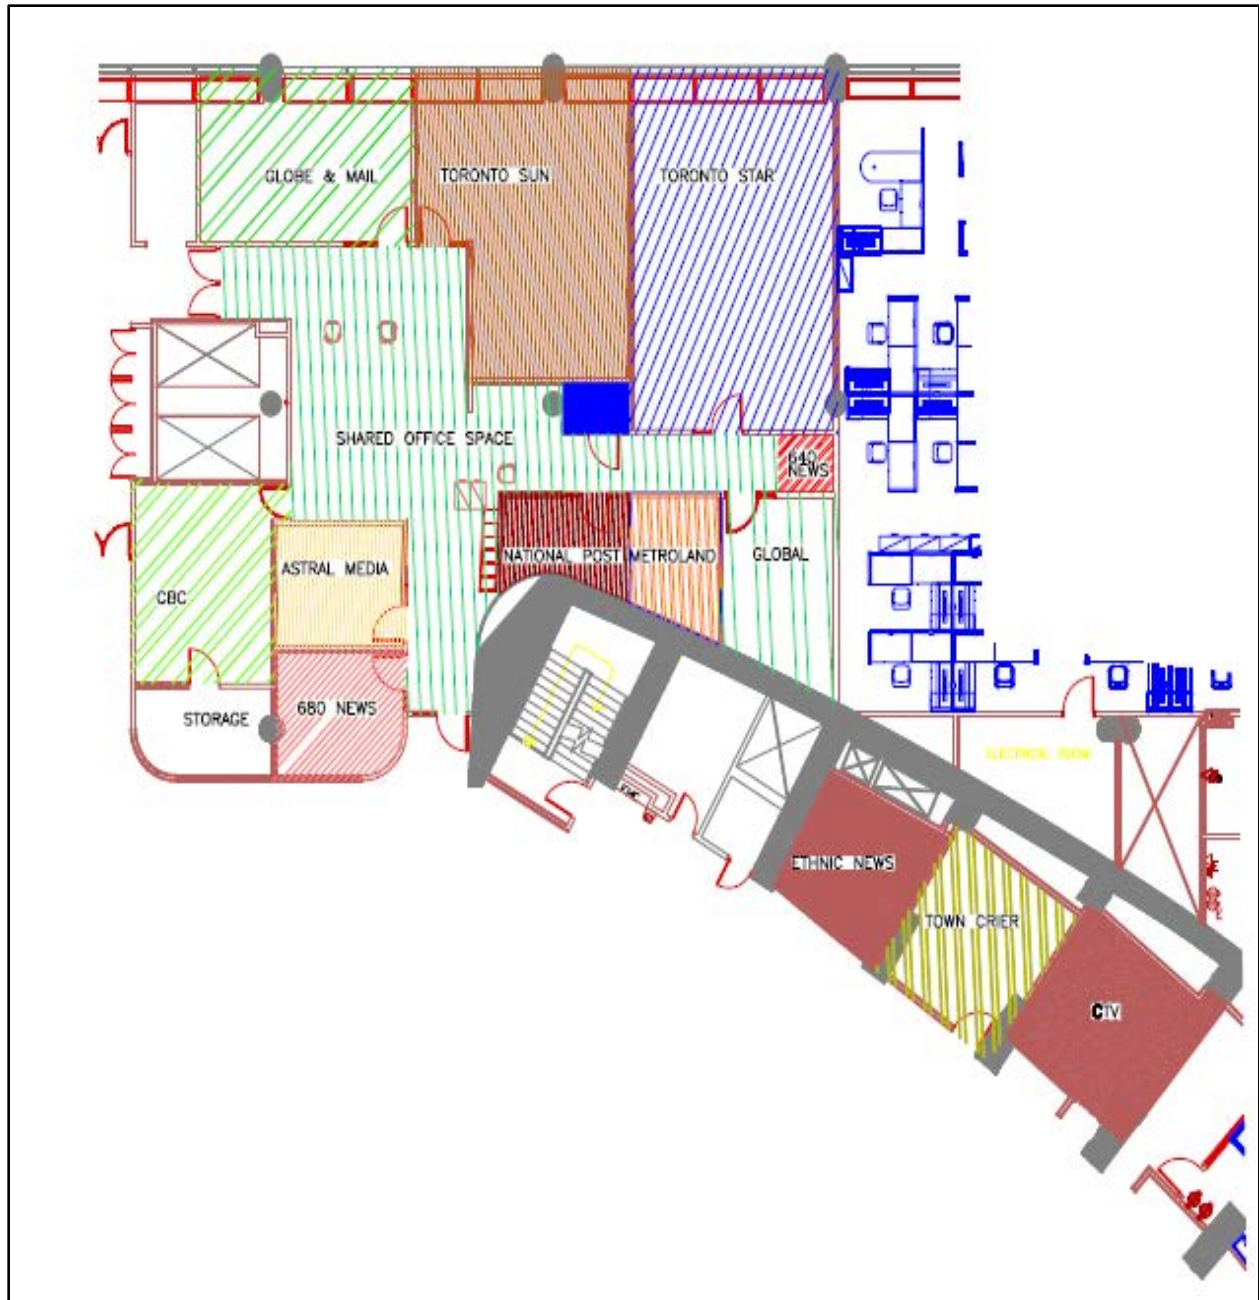 GLOBE & MAIL
TORONTO SUN
TORONTO STAR
SHARED OFFICE SPACE
640
NEWS
NATIONAL POST
METROLAND
GLOBAL
ASTRAL MEDIA
CBC
680 NEWS
STORAGE
ELECTRICAL ROOM
ETHNIC NEWS
TOWN CRIER
CTV